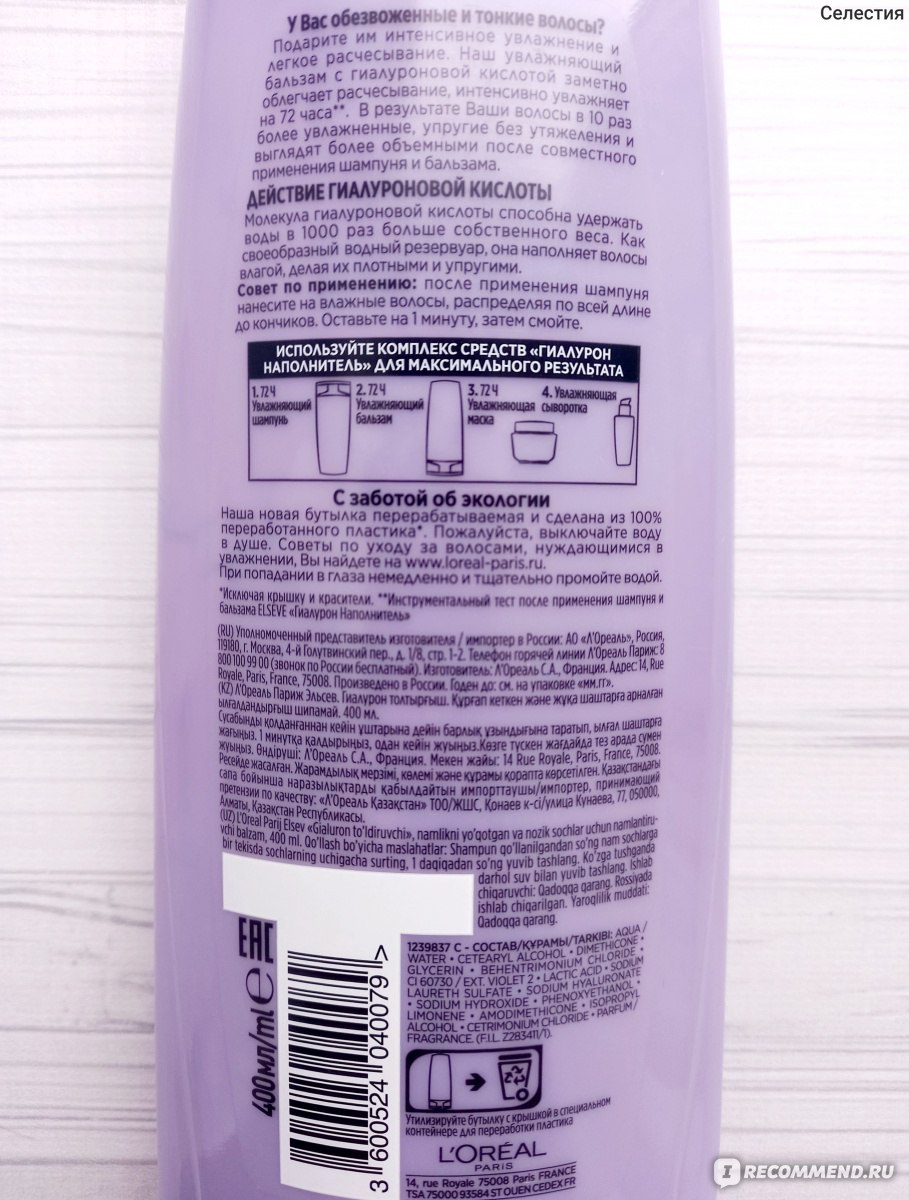 Селестия
У Вас обезвоженные и тонкие волосы?
Подарите им интенсивное увлажнение и
легкое расчесывание. Наш увлажняющий
бальзам с гиалуроновой кислотой заметно
облегчает расчесывание, интенсивно увлажняет
на 72 часа**. В результате Ваши волосы в 10 раз
более увлажненные, упругие без утяжеления и
выглядят более объемными после совместного
применения шампуня и бальзама.
ДЕЙСТВИЕ ГИАЛУРОНОВОЙ КИСЛОТЫ
Молекула гиалуроновой кислоты способна удержать
воды в 1000 раз больше собственного веса. Как
своеобразный водный резервуар, она наполняет волосы
влагой, делая их плотными и упругими.
Совет по применению: после применения шампуня
нанесите на влажные волосы, распределяя по всей длине
до кончиков. Оставьте на 1 минуту, затем смойте.
ИСПОЛЬЗУЙТЕ КОМПЛЕКС СРЕДСТВ «ГИАЛУРОН
НАПОЛНИТЕЛЬ» ДЛЯ МАКСИМАЛЬНОГО РЕЗУЛЬТАТА
1. 72 Ч
Увлажняющий
шампунь
2. 72 Ч
Увлажняющий
бальзам
3. 72 Ч
Увлажняющая
маска
4. Увлажняющая
сыворотка
С заботой об экологии
Наша новая бутылка перерабатываемая и сделана из 100%
переработанного пластика*. Пожалуйста, выключайте воду
в душе. Советы по уходу за волосами, нуждающимися в
увлажнении, Вы найдете на www.loreal-paris.ru.
При попадании в глаза немедленно и тщательно промойте водой.
*Исключая крышку и красители. **Инструментальный тест после применения шампуня и
бальзама ELSEVE «Гиалурон Наполнитель»
(RU) Уполномоченный представитель изготовителя / импортер в России: АО «Л'Ореаль», Россия,
119180, г. Москва, 4-й Голутвинский пер., д. 1/8, стр. 1-2. Телефон горячей линии Л'Ореаль Париж: 8
800 100 99 00 (звонок по России бесплатный). Изготовитель: Л'Ореаль С.А., Франция. Адрес: 14, Rue
Royale, Paris, France, 75008. Произведено в России. Годен до: см. на упаковке «мм.гг».
(KZ) Л'Ореаль Париж Эльсев. Гиалурон толтырғыш. Құрғап кеткен және жұқа шаштарға арналған
ылғалдандырғыш шипамай. 400 мл.
Сусабынды қолданғаннан кейін ұштарына дейін барлық ұзындығына таратып, ылғал шаштарға
жағыңыз. 1 минутқа қалдырыңыз, одан кейін жуыңыз.Көзге түскен жағдайда тез арада сумен
жуыңыз. Өндіруші: Л'Ореаль С.А., Франция. Мекен жайы: 14 Rue Royale, Paris, France, 75008.
Ресейде жасалған. Жарамдылық мерзімі, көлемі және құрамы қорапта көрсетілген. Қазақстандағы
сапа бойынша наразылықтарды қабылдайтын импорттаушы/импортер, принимающий
претензии по качеству: «Л'Ореаль Қазақстан» ТОО/ЖШС, Қонаев к-сі/улица Кунаева, 77, 050000,
Алматы, Қазақстан Республикасы.
(UZ) L'Oreal Parij Elsev «Gialuron to'ldiruvchi», namlikni yo'qotgan va nozik sochlar uchun namlantiru-
vchi balzam, 400 ml. Qo'llash bo'yicha maslahatlar: Shampun qo'llanilgandan so'ng nam sochlarga
bir tekisda sochlarning uchigacha surting, 1 daqiqadan so'ng yuvib tashlang. Ko'zga tushganda
darhol suv bilan yuvib tashlang. Ishlab
chiqaruvchi: Qadoqqa qarang. Rossiyada
ishlab chiqarilgan. Yaroqlilik muddati:
Qadoqqa qarang.
1239837 C - СОСТАВ/ҚҰРАМЫ/TARKIBI: AQUA /
WATER • CETEARYL ALCOHOL • DIMETHICONE •
GLYCERIN • BEHENTRIMONIUM CHLORIDE •
CI 60730 / EXT. VIOLET 2 • LACTIC ACID • SODIUM
LAURETH SULFATE • SODIUM HYALURONATE
• SODIUM HYDROXIDE • PHENOXYETHANOL •
LIMONENE • AMODIMETHICONE • ISOPROPYL
ALCOHOL • CETRIMONIUM CHLORIDE • PARFUM /
FRAGRANCE. (F.I.L. Z283411/1).
EAC
400мл/ml e
3 600524 040079 >
Утилизируйте бутылку с крышкой в специальном
контейнере для переработки пластика
L'ORÉAL
PARIS
14, rue Royale 75008 Paris FRANCE
TSA 75000 93584 ST OUEN CEDEX FR
I RECOMMEND.RU